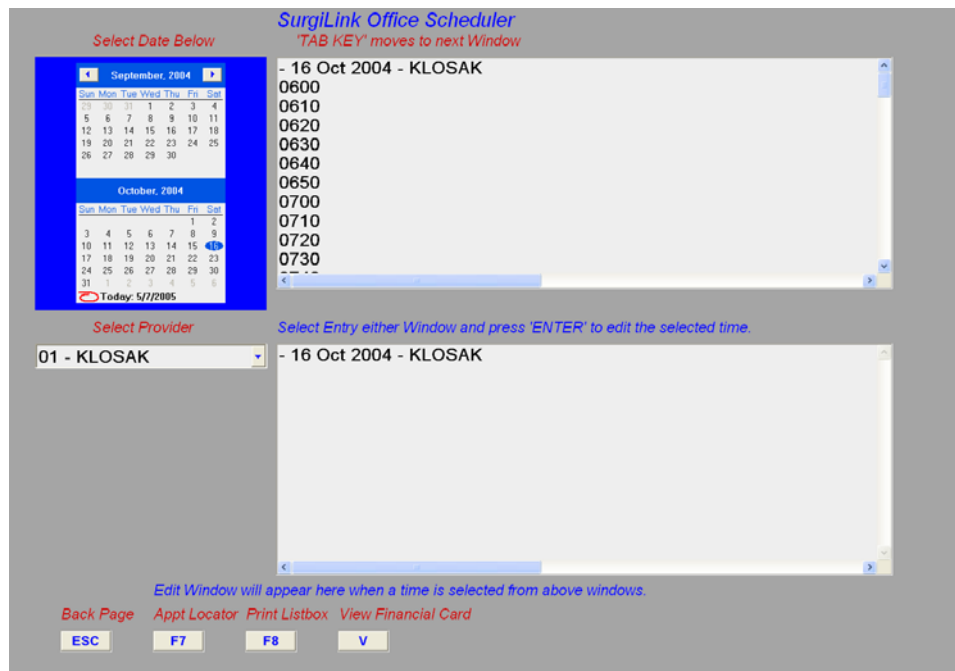 SurgiLink Office Scheduler
Select Date Below
'TAB KEY' moves to next Window
September, 2004
Sun Mon Tue Wed Thu Fri Sat
29 30 31 1 2 3 4
5 6 7 8 9 10 11
12 13 14 15 16 17 18
19 20 21 22 23 24 25
26 27 28 29 30
October, 2004
Sun Mon Tue Wed Thu Fri Sat
1 2
3 4 5 6 7 8 9
10 11 12 13 14 15 16
17 18 19 20 21 22 23
24 25 26 27 28 29 30
31 1 2 3 4 5 6
Today: 5/7/2005
- 16 Oct 2004 - KLOSAK
0600
0610
0620
0630
0640
0650
0700
0710
0720
0730
Select Provider
01 - KLOSAK
Select Entry either Window and press 'ENTER' to edit the selected time.
- 16 Oct 2004 - KLOSAK
Edit Window will appear here when a time is selected from above windows.
Back Page Appt Locator Print Listbox View Financial Card
ESC F7 F8 V